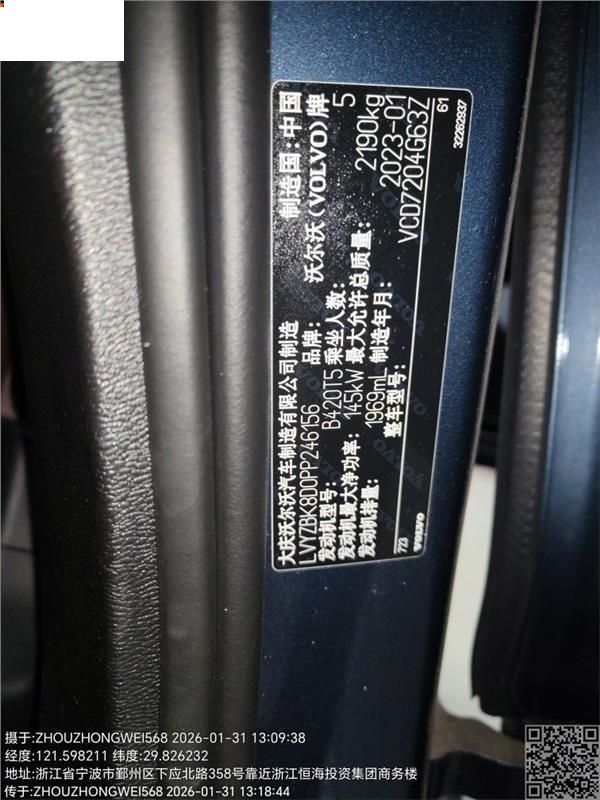 大庆沃尔沃汽车制造有限公司制造 制造国:中国
LVYZBK8D0PP246156 品牌: 沃尔沃(VOLVO)牌
发动机型号: B420T5 乘坐人数: 5
发动机最大净功率: 145kW 最大允许总质量: 2190kg
发动机排量: 1969mL 制造年月: 2023-01
整车型号: VCD7204G63Z
723 61
VOLVO 32262937
摄于:ZHOUZHONGWEI568 2026-01-31 13:09:38
经度:121.598211 纬度:29.826232
地址:浙江省宁波市鄞州区下应北路358号靠近浙江恒海投资集团商务楼
传于:ZHOUZHONGWEI568 2026-01-31 13:18:44